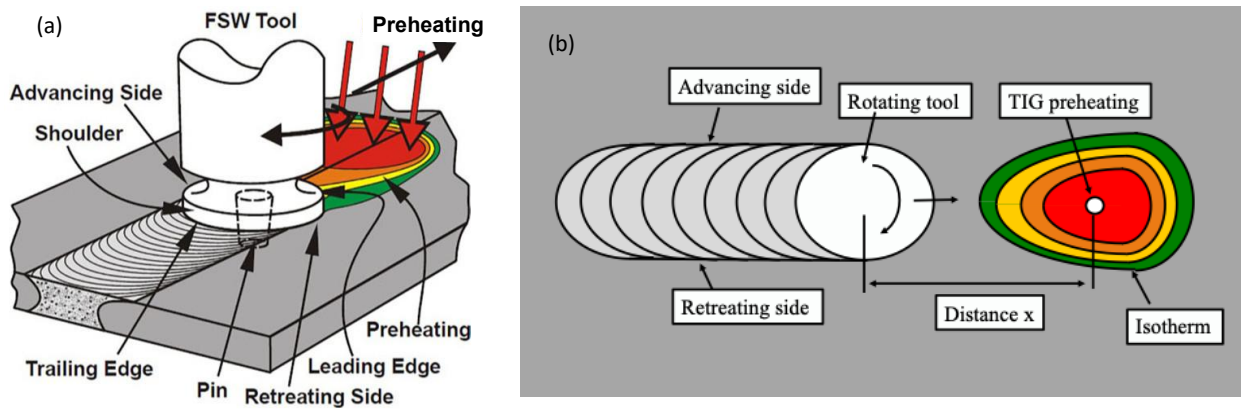 (a)
FSW Tool
Preheating
Advancing Side
Shoulder
Preheating
Leading Edge
Trailing Edge
Pin
Retreating Side
(b)
Advancing side
Rotating tool
TIG preheating
Retreating side
Distance x
Isotherm